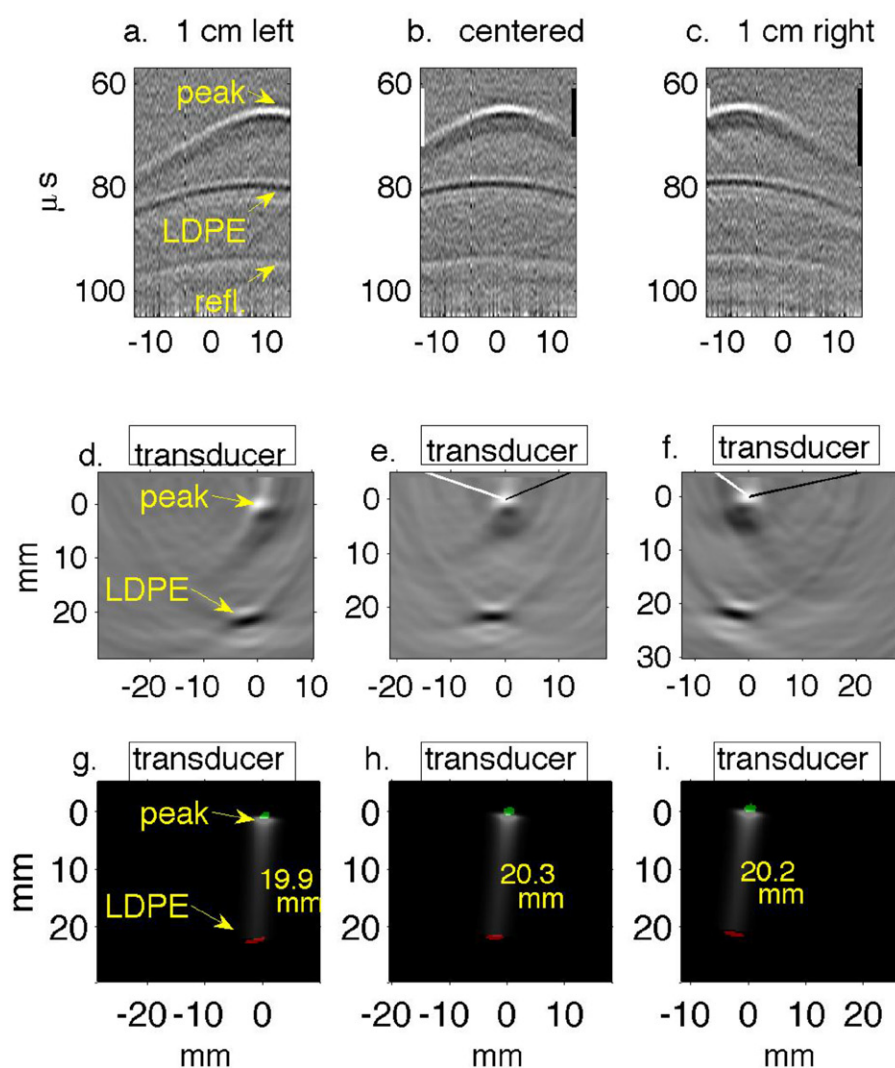 a. 1 cm left
b. centered
c. 1 cm right
60
80
100
μs
peak
LDPE
refl.
-10 0 10
60
80
100
-10 0 10
60
80
100
-10 0 10
d.
transducer
e.
transducer
f.
transducer
0
10
20
mm
peak
LDPE
-20 -10 0 10
0
10
20
-20 -10 0 10
0
10
20
30
-10 0 10 20
g.
transducer
h.
transducer
i.
transducer
0
10
20
mm
peak
LDPE
19.9
mm
-20 -10 0
mm
0
10
20
20.3
mm
-20 -10 0 10
mm
0
10
20
20.2
mm
-10 0 10 20
mm